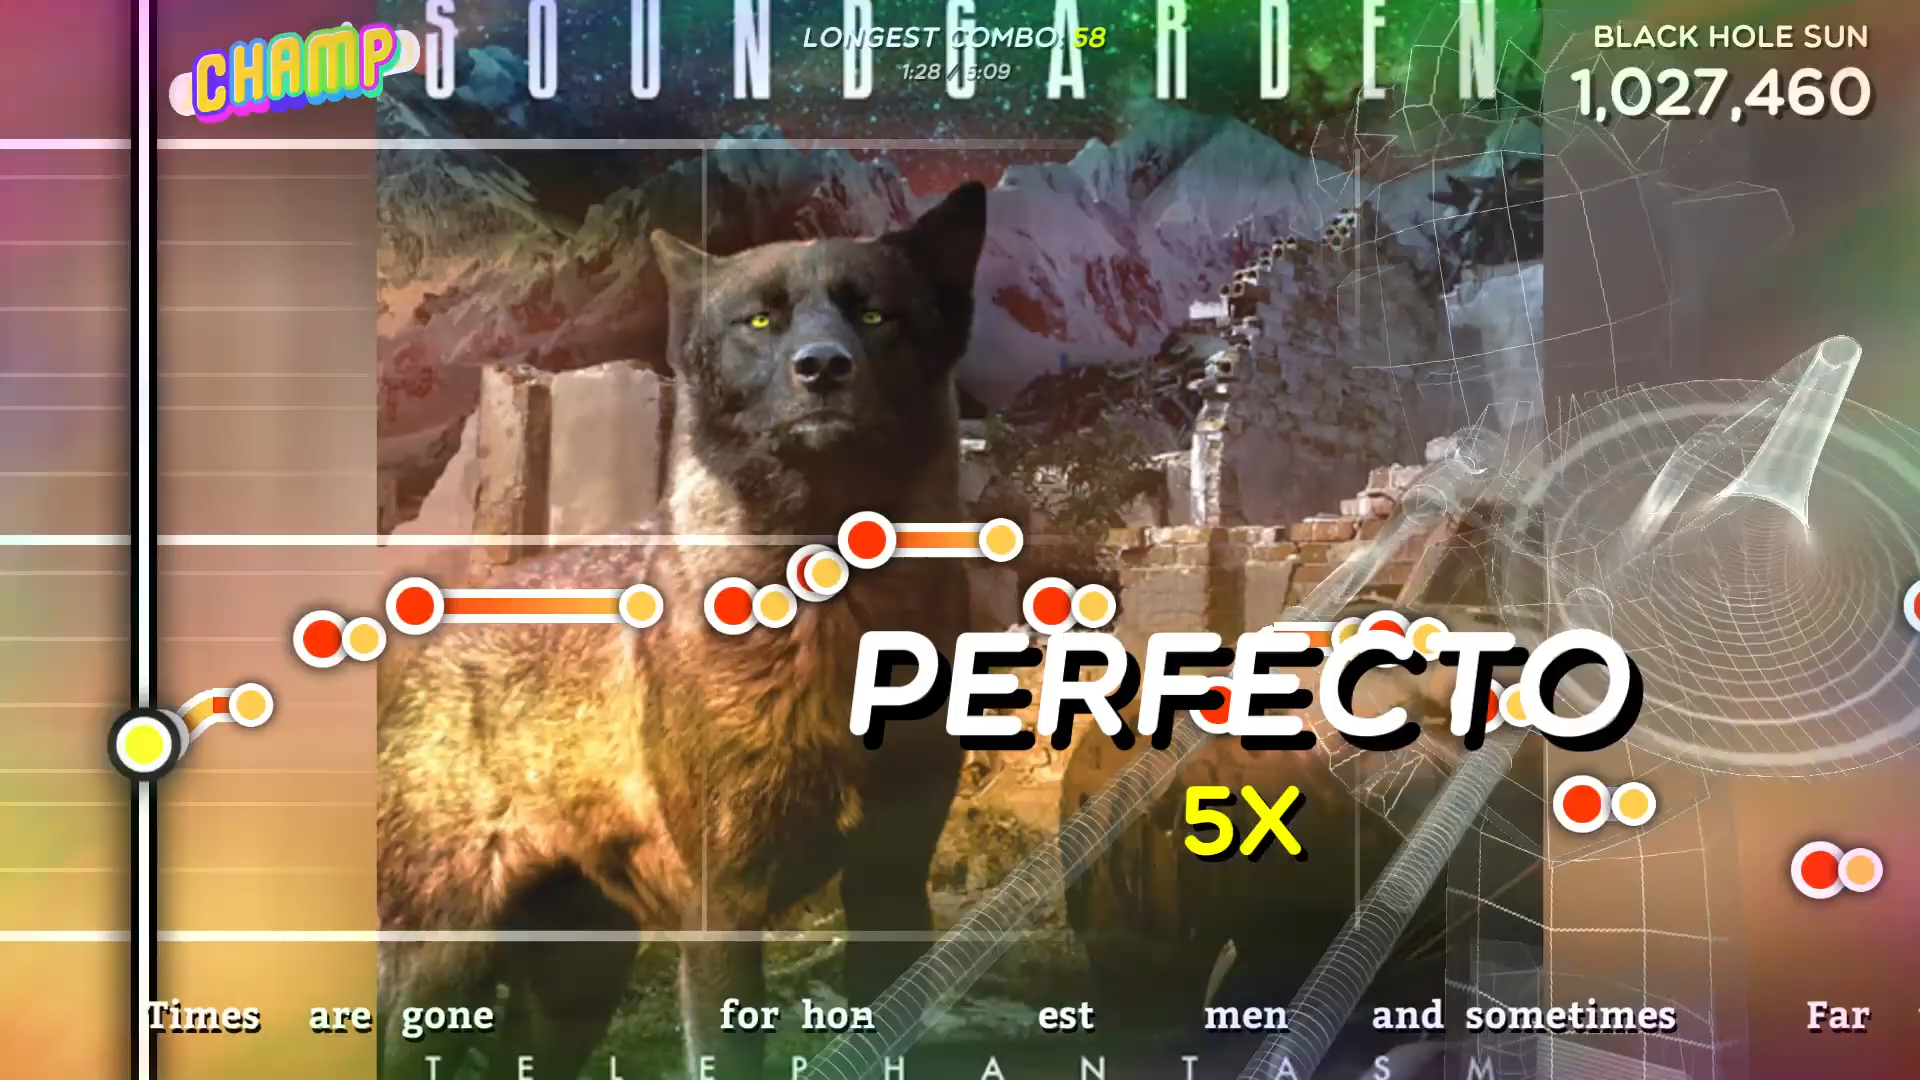 CHAMP
SOUNDGARDEN
LONGEST COMBO: 58
1:28 / 5:09
BLACK HOLE SUN
1,027,460
PERFECTO
5X
Times are gone for hon- est men and sometimes Far
TELEPHANTASM